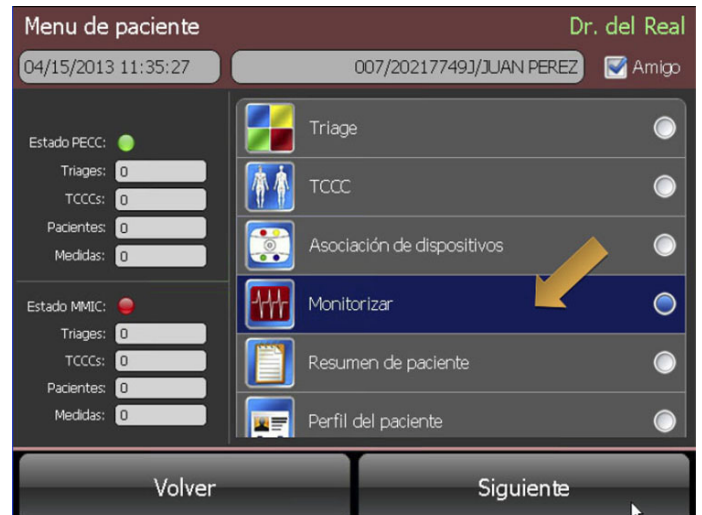 Menu de paciente
Dr. del Real
04/15/2013 11:35:27
007/20217749J/JUAN PEREZ
Amigo
Estado PECC:
Triages: 0
TCCCs: 0
Pacientes: 0
Medidas: 0
Estado MMIC:
Triages: 0
TCCCs: 0
Pacientes: 0
Medidas: 0
Triage
TCCC
Asociación de dispositivos
Monitorizar
Resumen de paciente
Perfil del paciente
Volver
Siguiente